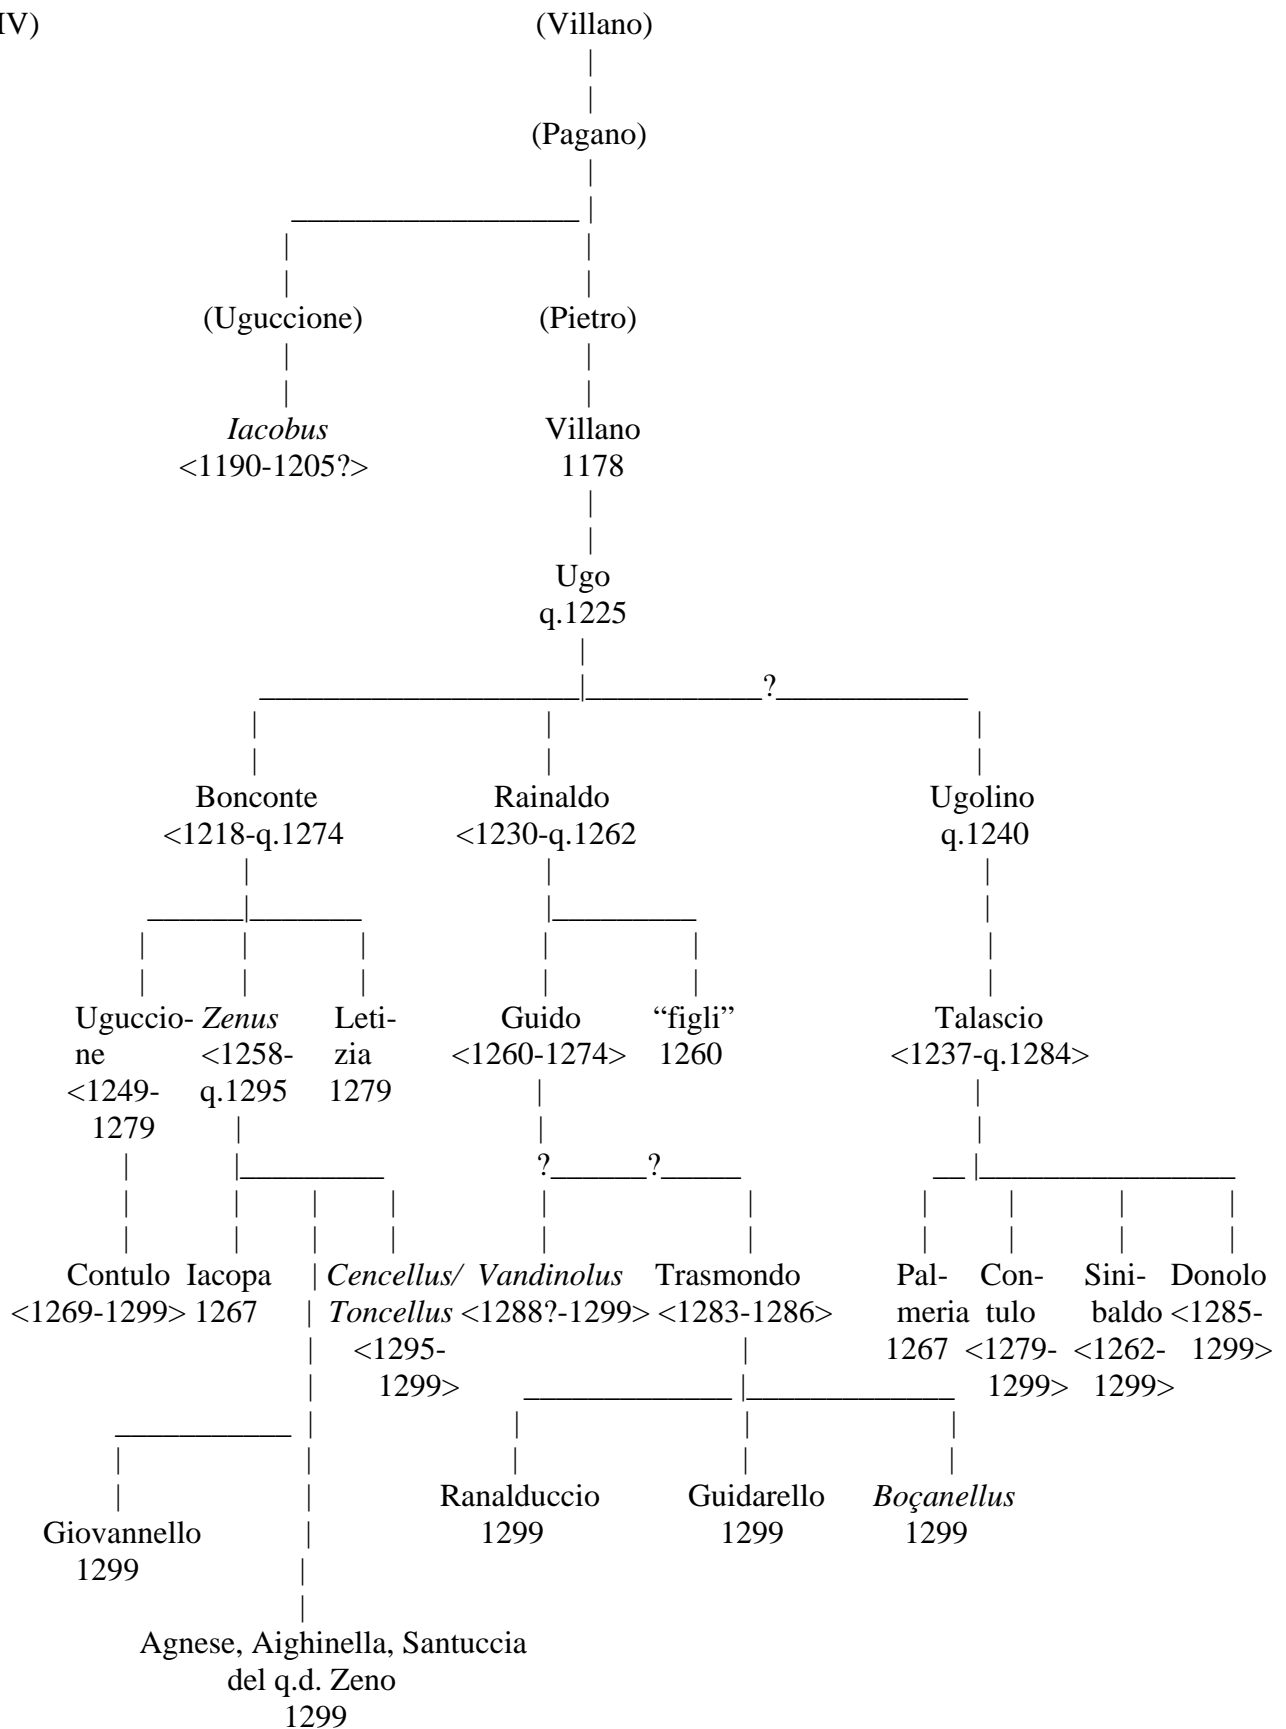 IV) (Villano)
(Pagano)
(Uguccione) (Pietro)
Iacobus Villano
<1190-1205?> 1178
Ugo
q.1225
?
Bonconte Rainaldo Ugolino
<1218-q.1274 <1230-q.1262 q.1240
Uguccio- Zenus Leti- Guido “figli” Talascio
ne <1258- zia <1260-1274> 1260 <1237-q.1284>
<1249- q.1295 1279
1279
? ?
Contulo Iacopa Cencellus/ Vandinolus Trasmondo Pal- Con- Sini- Donolo
<1269-1299> 1267 Toncellus <1288?-1299> <1283-1286> meria tulo baldo <1285-
<1295- 1267 <1279- <1262- 1299>
1299> 1299> 1299>
Ranalduccio Guidarello Boçanellus
Giovannello 1299 1299 1299
1299
Agnese, Aighinella, Santuccia
del q.d. Zeno
1299